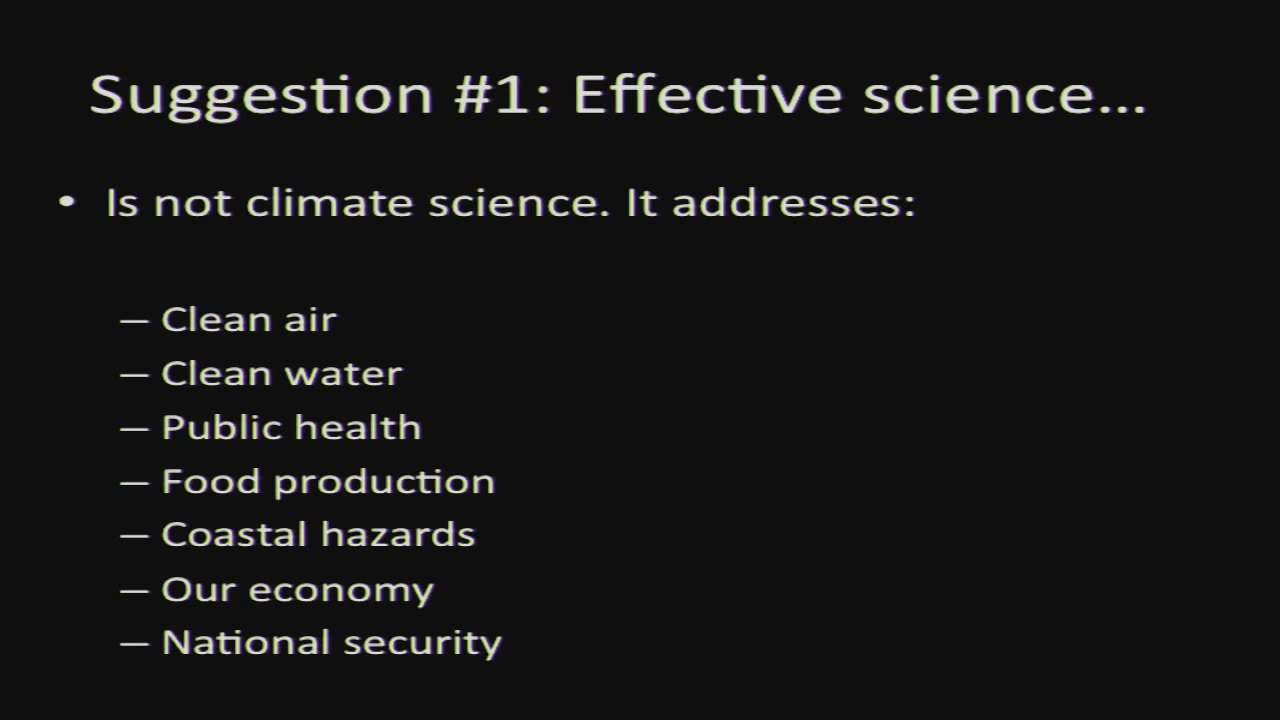 Suggestion #1: Effective science...
• Is not climate science. It addresses:
– Clean air
– Clean water
– Public health
– Food production
– Coastal hazards
– Our economy
– National security